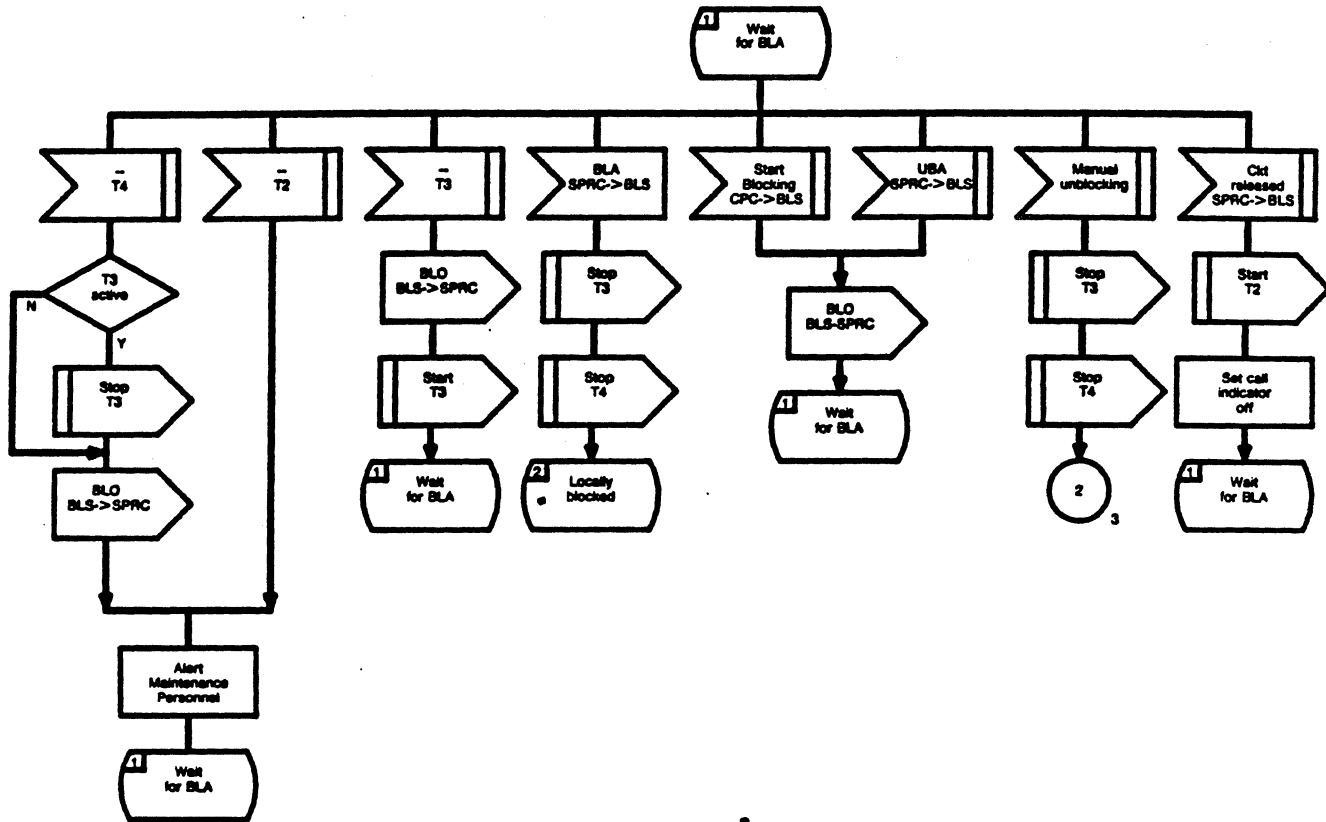 1
Wait
for BLA
T4
T2
T3
BLA
SPRC->BLS
Start
Blocking
CPC->BLS
UBA
SPRC->BLS
Manual
unblocking
Ckt
released
SPRC->BLS
T3
active
N
Y
Stop
T3
BLO
BLS->SPRC
Alert
Maintenance
Personnel
1
Wait
for BLA
BLO
BLS->SPRC
Start
T3
1
Wait
for BLA
Stop
T3
Stop
T4
2
Locally
blocked
BLO
BLS-SPRC
1
Wait
for BLA
Stop
T3
Stop
T4
2
3
Start
T2
Set call
indicator
off
1
Wait
for BLA